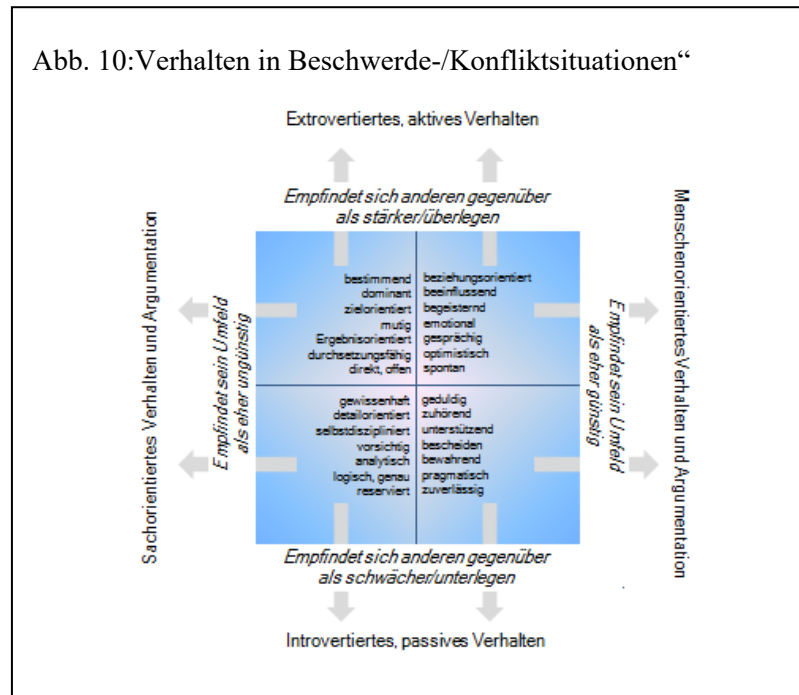 Abb. 10:Verhalten in Beschwerde-/Konfliktsituationen“
Extrovertiertes, aktives Verhalten
Empfindet sich anderen gegenüber
als stärker/überlegen
Sachorientiertes Verhalten und Argumentation
Empfindet sein Umfeld
als eher ungünstig
bestimmend
dominant
zielorientiert
mutig
Ergebnisorientiert
durchsetzungsfähig
direkt, offen
beziehungsorientiert
beeinflussend
begeisternd
emotional
gesprächig
optimistisch
spontan
gewissenhaft
detailorientiert
selbstdiszipliniert
vorsichtig
analytisch
logisch, genau
reserviert
geduldig
zuhörend
unterstützend
bescheiden
bewahrend
pragmatisch
zuverlässig
Empfindet sein Umfeld
als eher günstig
Menschenorientiertes Verhalten und Argumentation
Empfindet sich anderen gegenüber
als schwächer/unterlegen
Introvertiertes, passives Verhalten